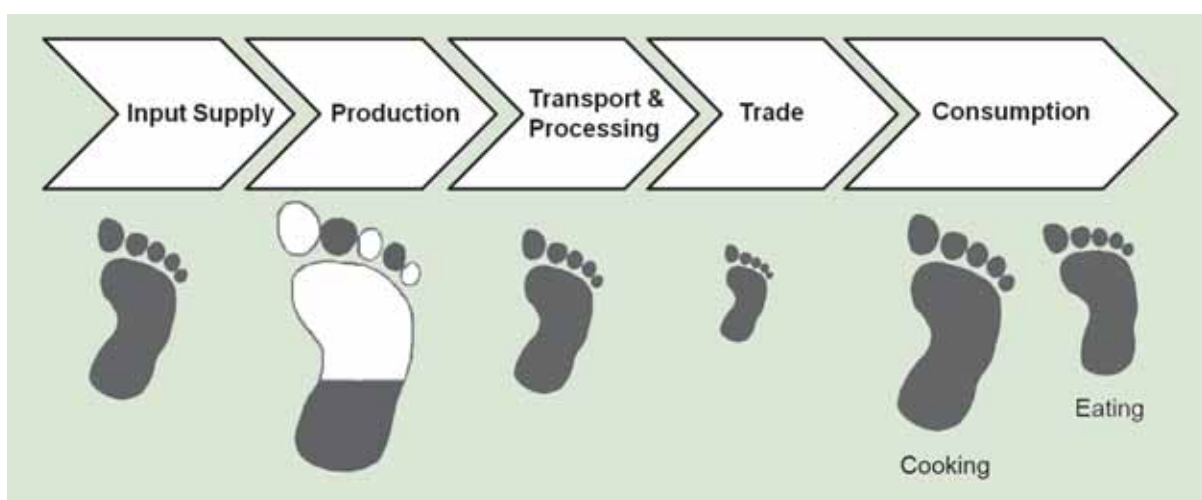 Input Supply
Production
Transport &
Processing
Trade
Consumption
Eating
Cooking